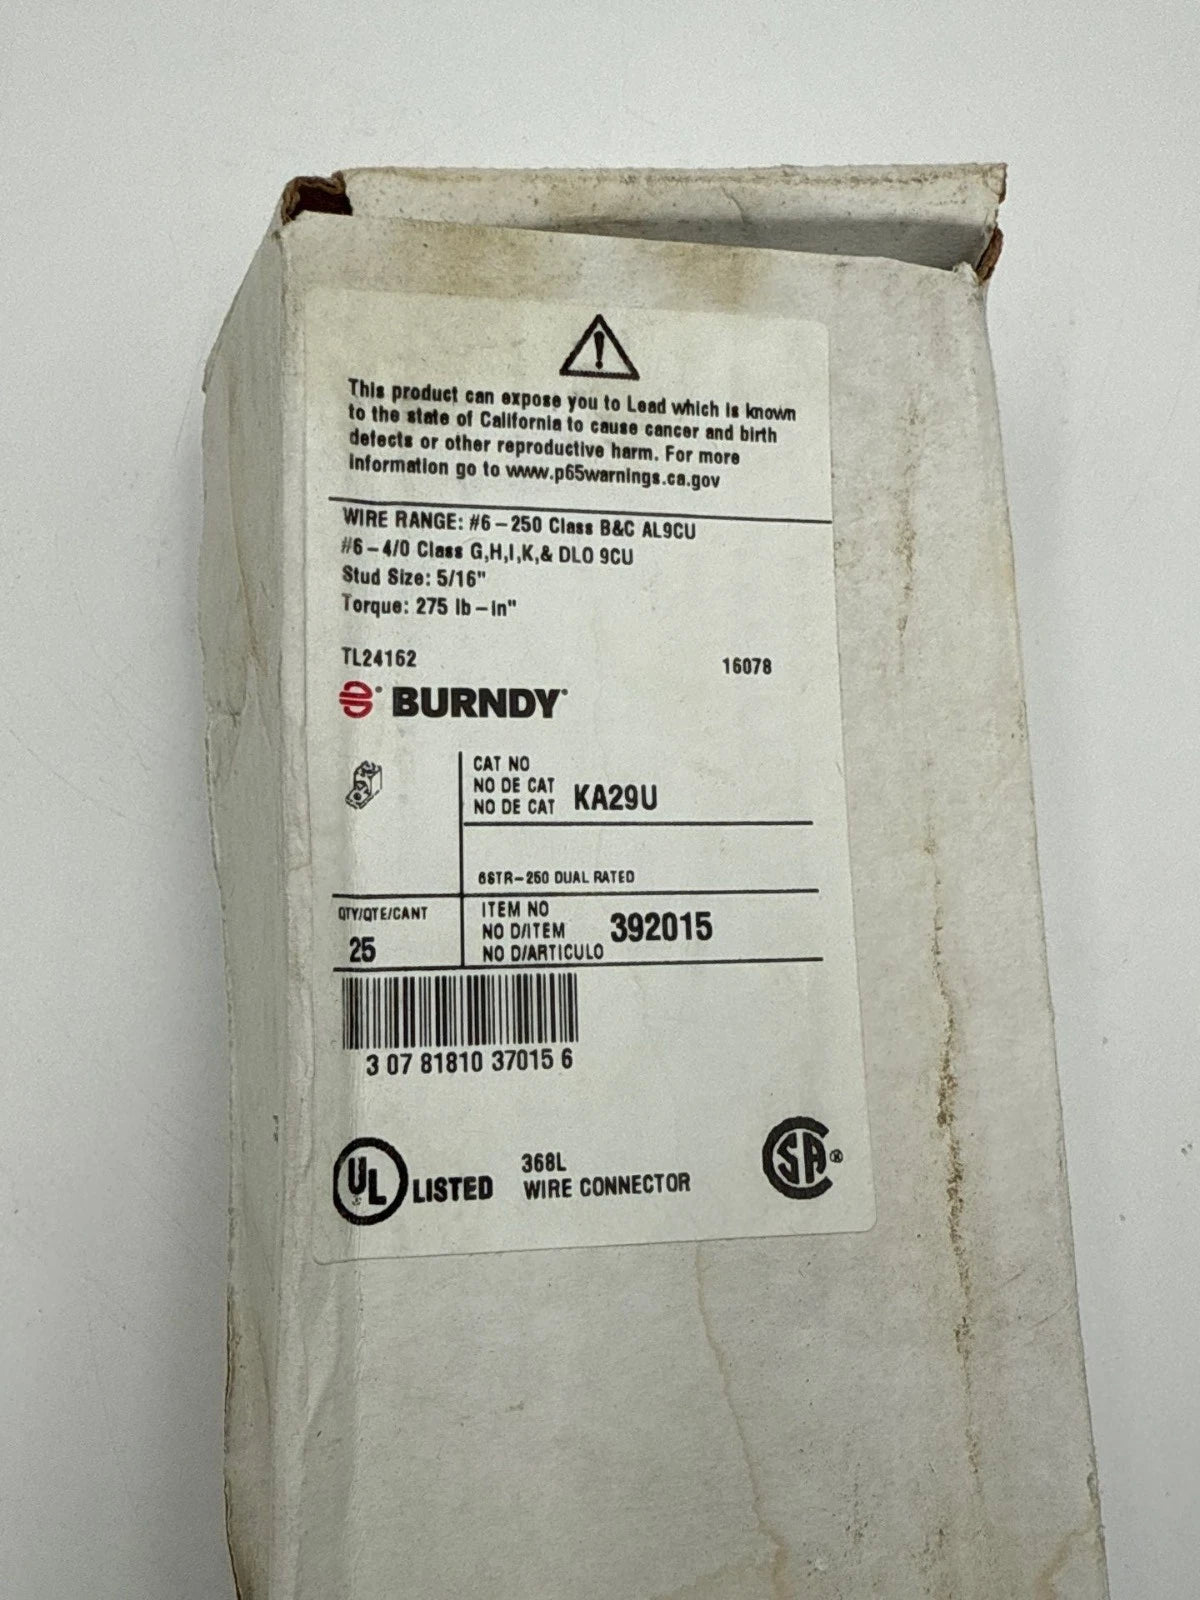 This product can expose you to Lead which is known
to the state of California to cause cancer and birth
defects or other reproductive harm. For more
information go to www.p65warnings.ca.gov
WIRE RANGE: #6-250 Class B&C AL9CU
#6-4/0 Class G,H,I,K,& DLO 9CU
Stud Size: 5/16"
Torque: 275 lb-in"
TL24162 16078
BURNDY®
CAT NO
NO DE CAT
NO DE CAT KA29U
6STR-250 DUAL RATED
QTY/QTE/CANT
25
ITEM NO
NO D/ITEM
NO D/ARTICULO 392015
3 07 81810 37015 6
UL LISTED
368L
WIRE CONNECTOR
SA®